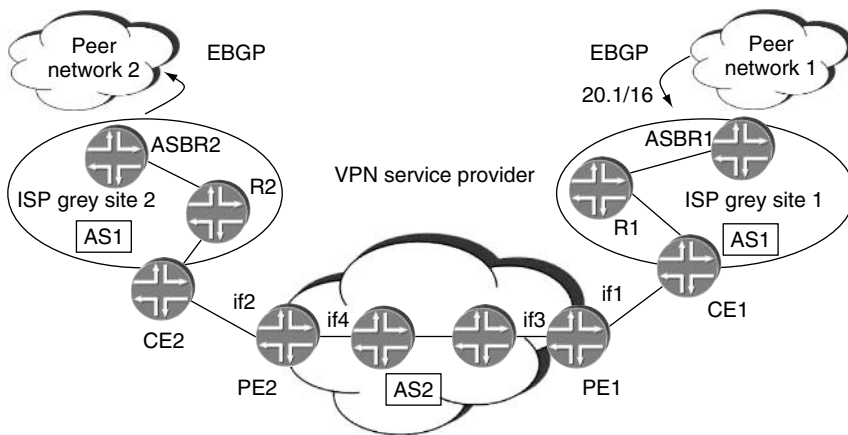 Peer
network 2
EBGP
EBGP
Peer
network 1
20.1/16
ASBR2
ASBR1
VPN service provider
ISP grey site 2
R2
ISP grey site 1
AS1
R1
AS1
if2
if1
CE2
if4
if3
CE1
PE2
AS2
PE1